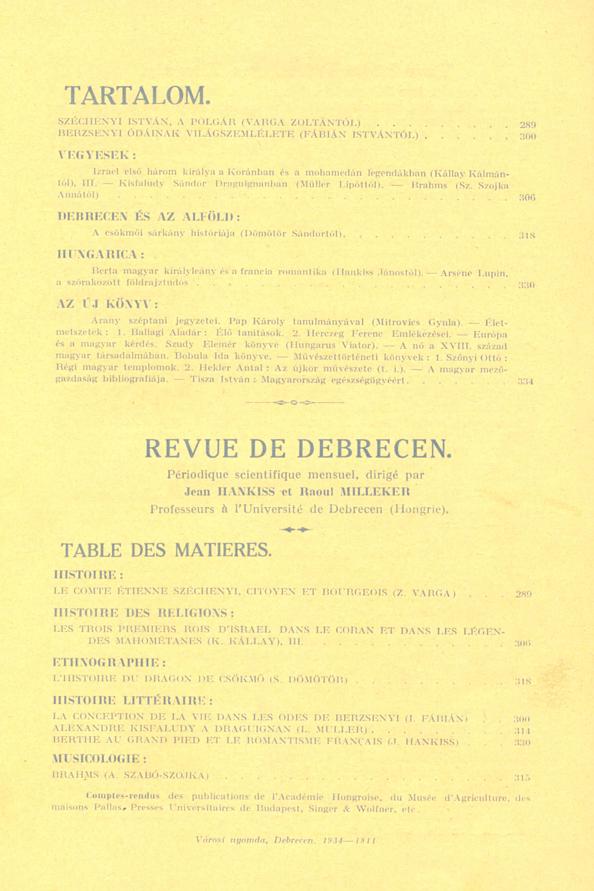 TARTALOM.
SZÉCHENYI ISTVÁN, A POLGÁR (VARGA ZOLTÁNTÓL) . . . . . . . . . 289
BERZSENYI ÓDÁINAK VILÁGSZEMLÉLETE (FÁBIÁN ISTVÁNTÓL) . . . . . . 300
VEGYESEK :
Izrael első három királya a Koránban és a mohamedán legendákban (Kállay Kálmán-
tól), III. — Kisfaludy Sándor Draguignanban (Müller Lipóttól). — Brahms (Sz. Szojka
Annától) . . . . . . . . . . 306
DEBRECEN ÉS AZ ALFÖLD :
A csökmői sárkány históriája (Dömötör Sándortól). . . . . . . . . 318
HUNGARICA :
Berta magyar királyleány és a francia romantika (Hankiss Jánostól). — Arsène Lupin,
a szórakozott földrajztudós . . . . . . . . . . 330
AZ ÚJ KÖNYV :
Arany széptani jegyzetei. Pap Károly tanulmányával (Mitrovics Gyula). — Élet-
metszetek : 1. Ballagi Aladár : Élő tanítások. 2. Herczeg Ferenc Emlékezései. — Európa
és a magyar kérdés. Szudy Elemér könyve (Hungarus Viator). — A nő a XVIII. század
magyar társadalmában. Bobula Ida könyve. — Művészettörténeti könyvek : 1. Szőnyi Ottó :
Régi magyar templomok. 2. Hekler Antal : Az újkor művészete (t. i.). — A magyar mező-
gazdaság bibliografiája. — Tisza István : Magyarország egészségügyéért. . . . . . . . 334
REVUE DE DEBRECEN.
Périodique scientifique mensuel, dirigé par
Jean HANKISS et Raoul MILLEKER
Professeurs à l'Université de Debrecen (Hongrie).
TABLE DES MATIERES.
HISTOIRE :
LE COMTE ÉTIENNE SZÉCHENYI, CITOYEN ET BOURGEOIS (Z. VARGA) . . . 289
HISTOIRE DES RELIGIONS :
LES TROIS PREMIERS ROIS D'ISRAEL DANS LE CORAN ET DANS LES LÉGEN-
DES MAHOMÉTANES (K. KÁLLAY), III. . . . . . . . . . 306
ETHNOGRAPHIE :
L'HISTOIRE DU DRAGON DE CSÖKMŐ (S. DÖMÖTÖR) . . . . . . . . 318
HISTOIRE LITTÉRAIRE :
LA CONCEPTION DE LA VIE DANS LES ODES DE BERZSENYI (I. FÁBIÁN) . . 300
ALEXANDRE KISFALUDY A DRAGUIGNAN (L. MULLER) . . . . . . . 314
BERTHE AU GRAND PIED ET LE ROMANTISME FRANÇAIS (J. HANKISS) . . . 330
MUSICOLOGIE :
BRAHMS (A. SZABÓ-SZOJKA) . . . . . . . . . . 315
Comptes-rendus des publications de l'Académie Hongroise, du Musée d'Agriculture, des
maisons Pallas, Presses Universitaires de Budapest, Singer & Wolfner, etc.
Városi nyomda, Debrecen. 1934—1811